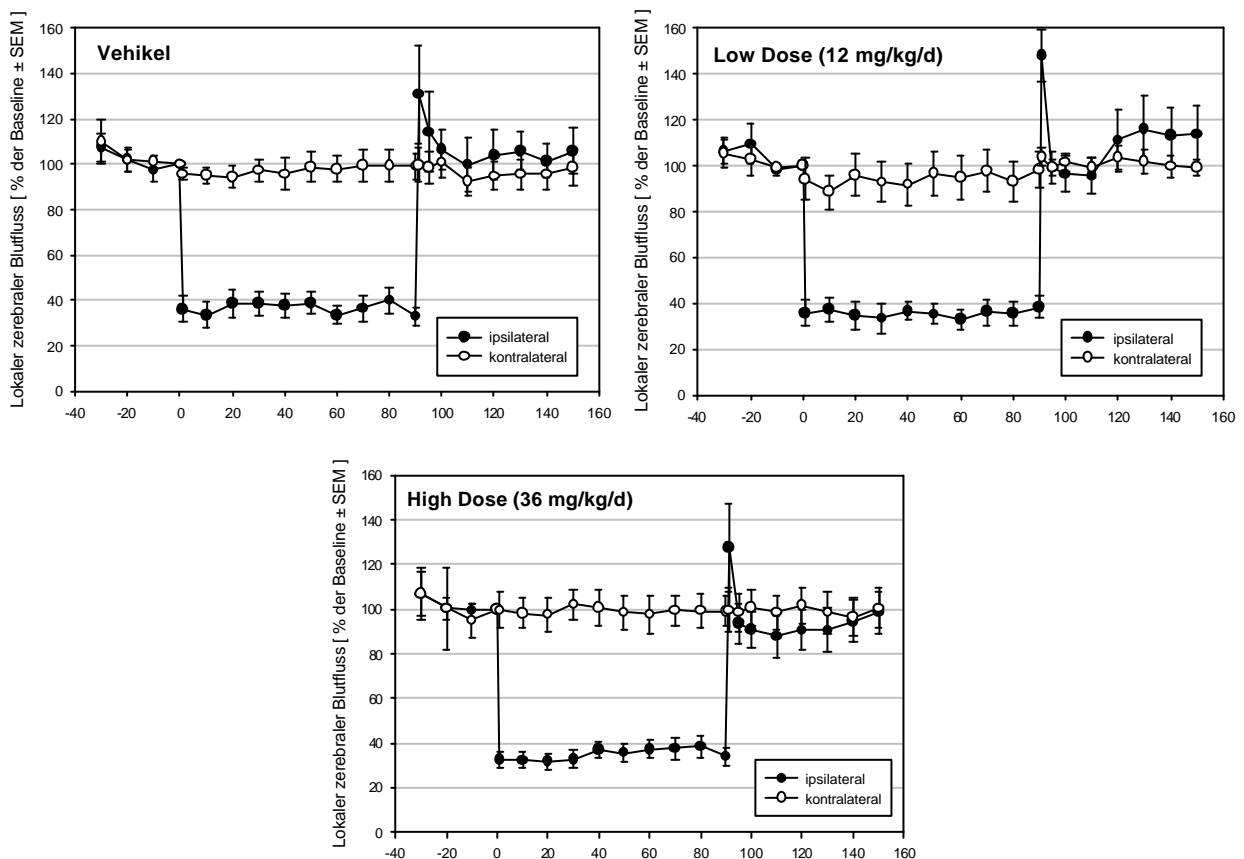 Lokaler zerebraler Blutfluss [ % der Baseline ± SEM ]
Vehikel
160
140
120
100
80
60
40
20
0
-40 -20 0 20 40 60 80 100 120 140 160
ipsilateral
kontralateral
Lokaler zerebraler Blutfluss [ % der Baseline ± SEM ]
Low Dose (12 mg/kg/d)
160
140
120
100
80
60
40
20
0
-40 -20 0 20 40 60 80 100 120 140 160
ipsilateral
kontralateral
Lokaler zerebraler Blutfluss [ % der Baseline ± SEM ]
High Dose (36 mg/kg/d)
160
140
120
100
80
60
40
20
0
-40 -20 0 20 40 60 80 100 120 140 160
ipsilateral
kontralateral